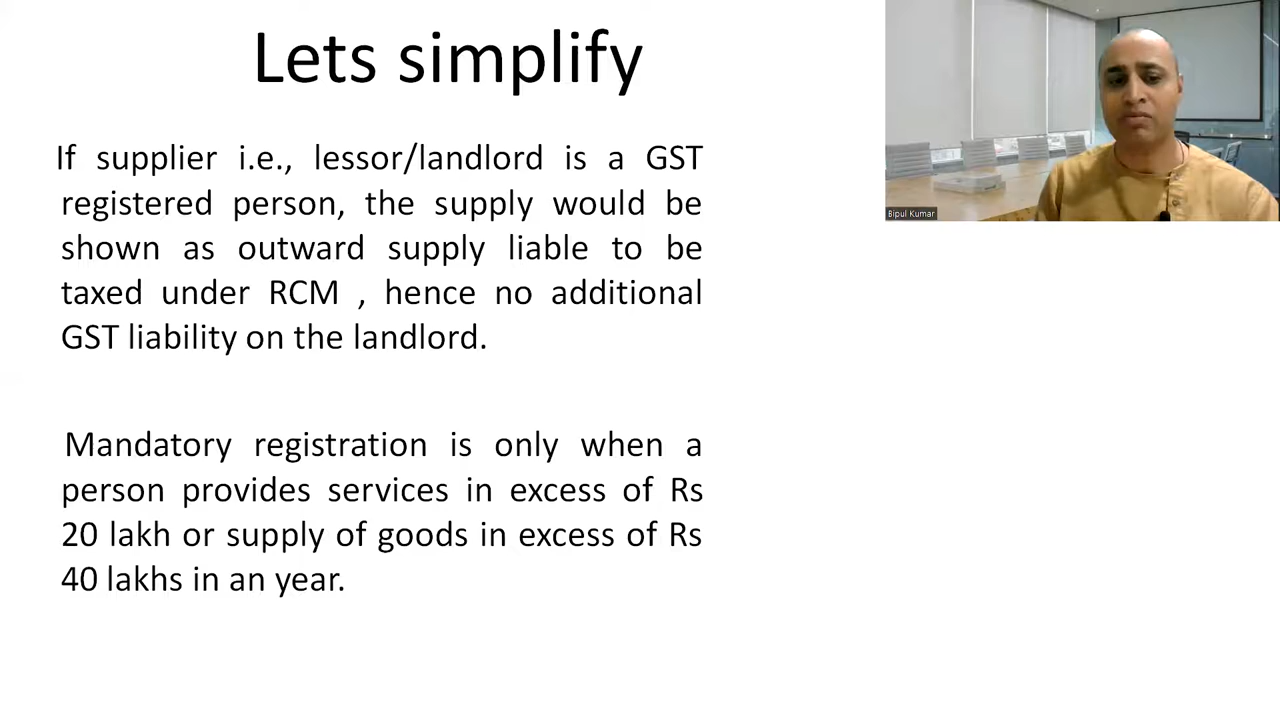 Lets simplify
If supplier i.e., lessor/landlord is a GST
registered person, the supply would be
shown as outward supply liable to be
taxed under RCM , hence no additional
GST liability on the landlord.
Mandatory registration is only when a
person provides services in excess of Rs
20 lakh or supply of goods in excess of Rs
40 lakhs in an year.
Bipul Kumar